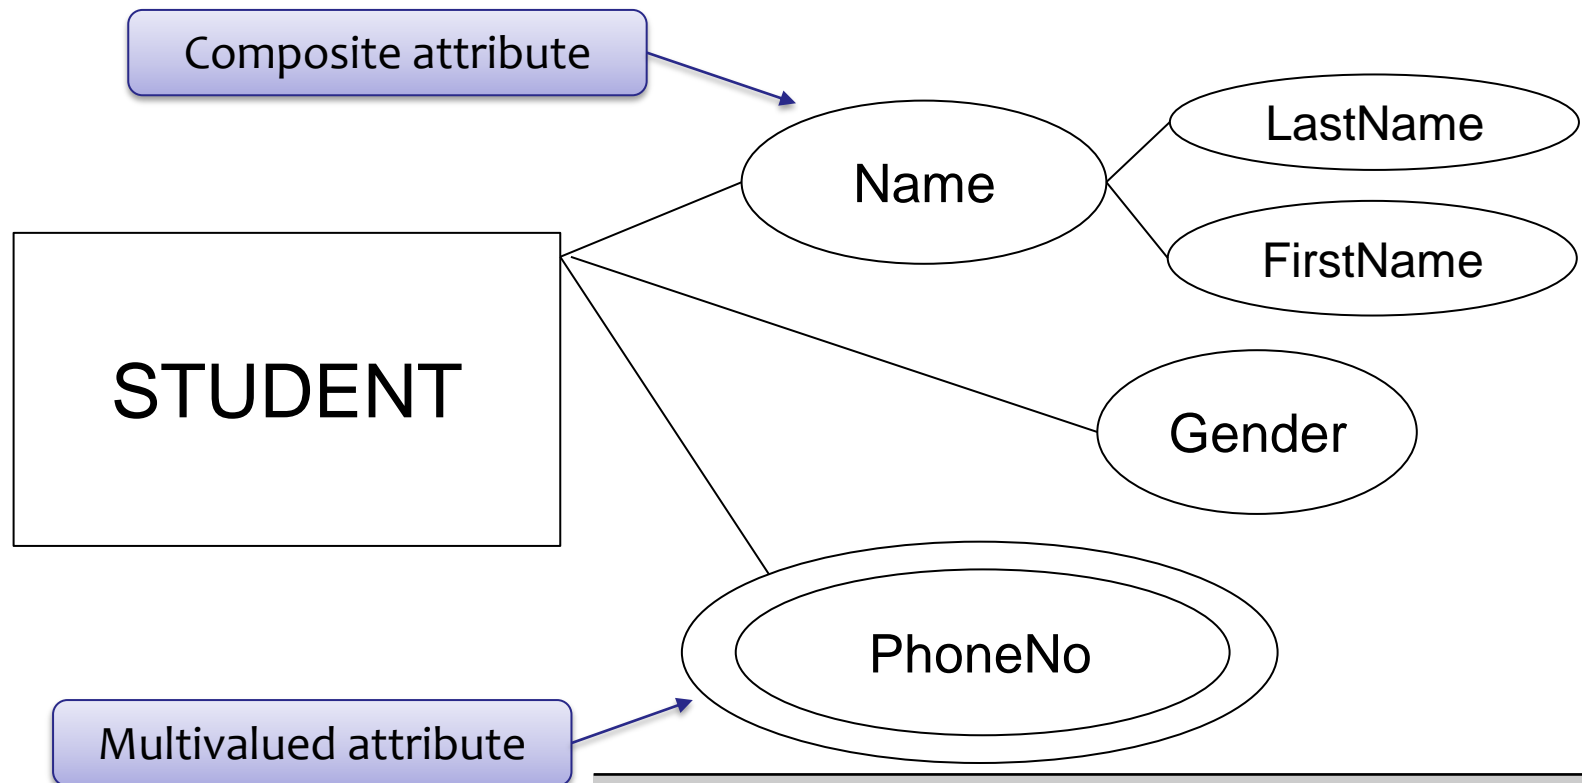 Composite attribute
LastName
Name
FirstName
STUDENT
Gender
PhoneNo
Multivalued attribute